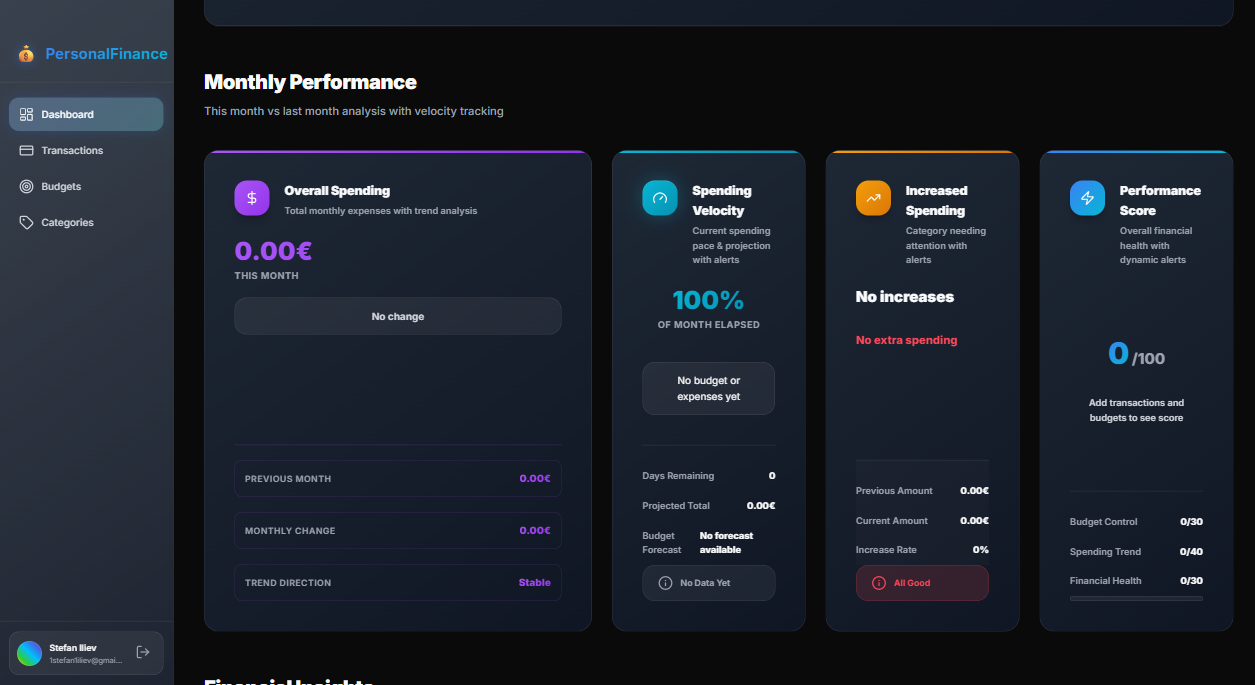 PersonalFinance
Dashboard
Transactions
Budgets
Categories
Stefan Iliev
1stefan1iliev@gmai...
Monthly Performance
This month vs last month analysis with velocity tracking
Overall Spending
Total monthly expenses with trend analysis
0.00€
THIS MONTH
No change
PREVIOUS MONTH 0.00€
MONTHLY CHANGE 0.00€
TREND DIRECTION Stable
Spending
Velocity
Current spending
pace & projection
with alerts
100%
OF MONTH ELAPSED
No budget or
expenses yet
Days Remaining 0
Projected Total 0.00€
Budget Forecast No forecast available
No Data Yet
Increased
Spending
Category needing
attention with
alerts
No increases
No extra spending
Previous Amount 0.00€
Current Amount 0.00€
Increase Rate 0%
All Good
Performance
Score
Overall financial
health with
dynamic alerts
0/100
Add transactions and
budgets to see score
Budget Control 0/30
Spending Trend 0/40
Financial Health 0/30
Financial Insights